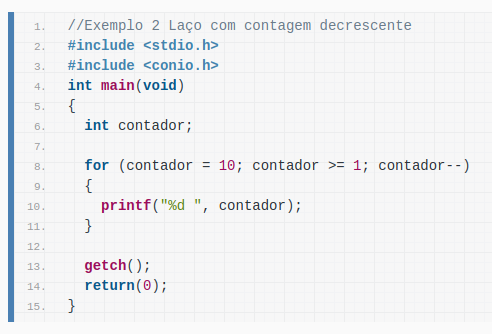 1. //Exemplo 2 Laço com contagem decrescente
2. #include <stdio.h>
3. #include <conio.h>
4. int main(void)
5. {
6.   int contador;
7.
8.   for (contador = 10; contador >= 1; contador--)
9.   {
10.     printf("%d ", contador);
11.   }
12.
13.   getch();
14.   return(0);
15. }